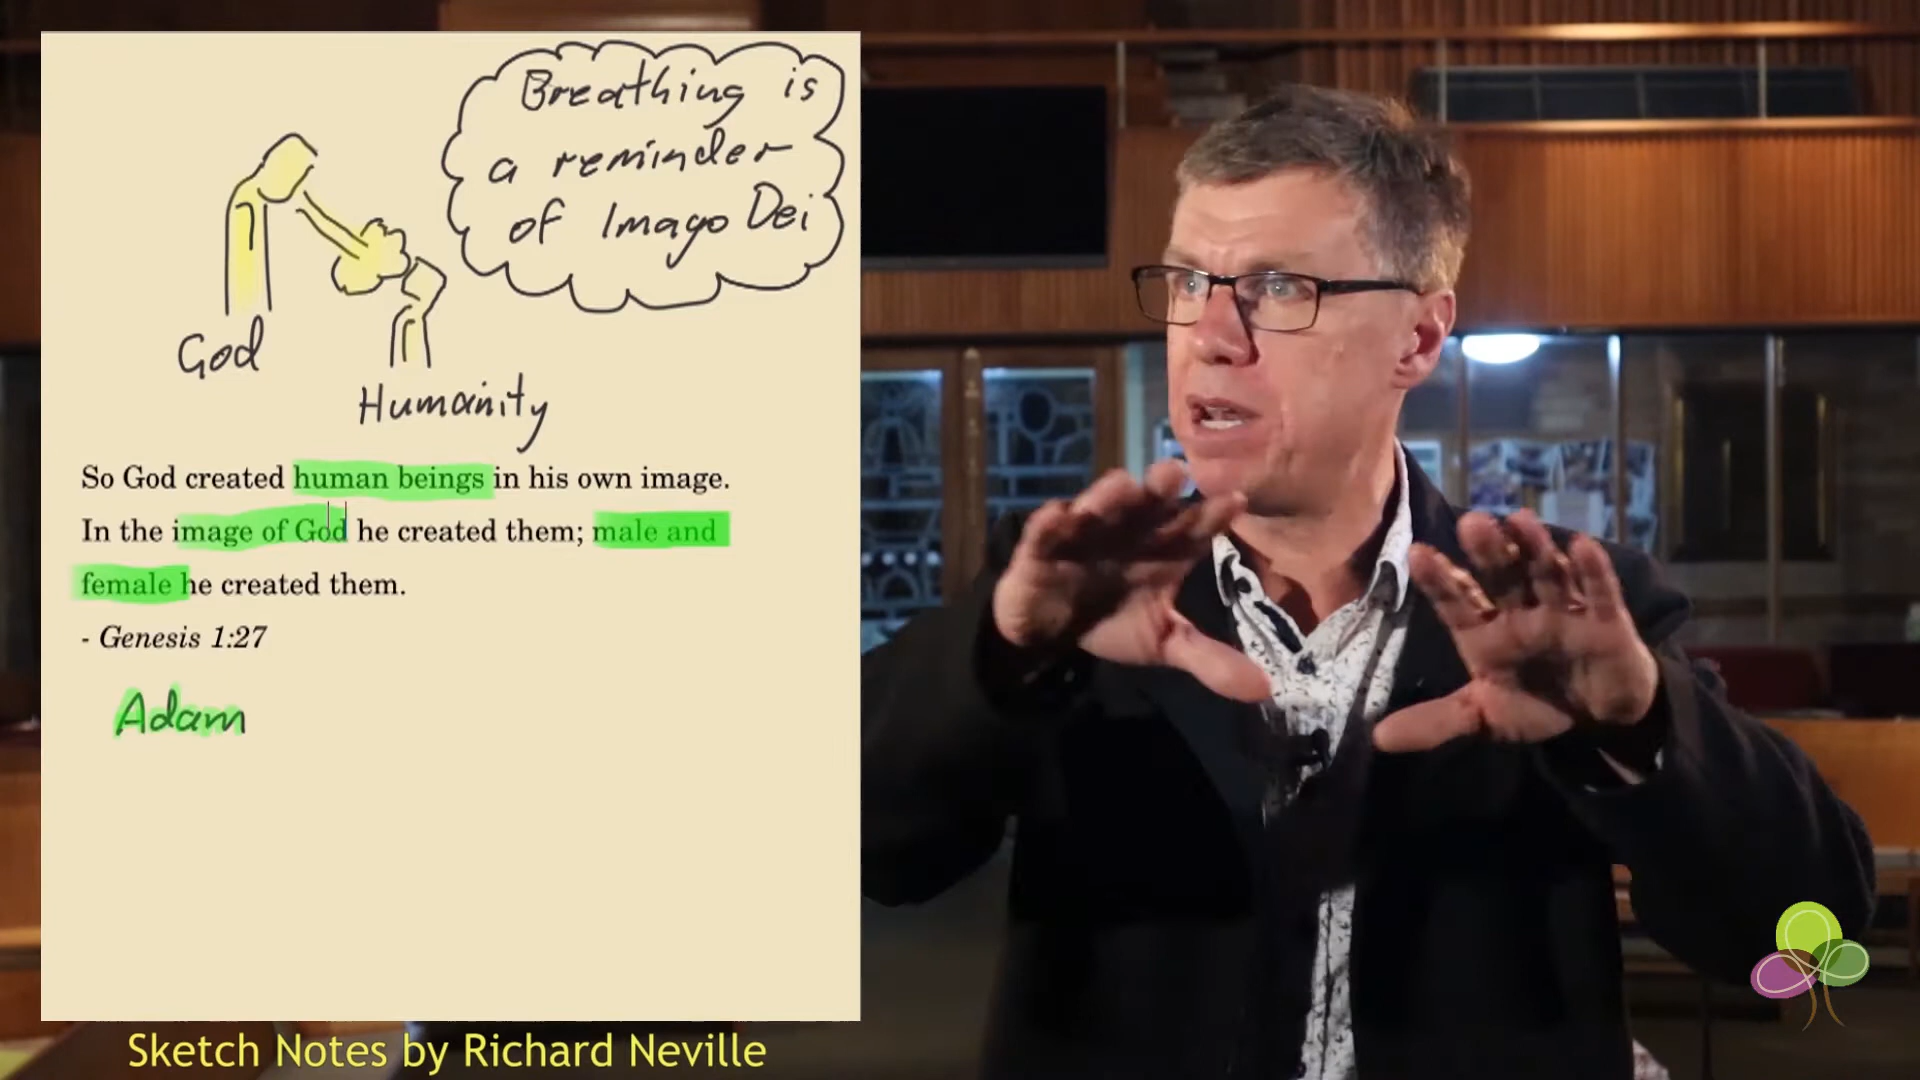 Breathing is
a reminder
of Imago Dei
God
Humanity
So God created human beings in his own image.
In the image of God he created them; male and
female he created them.
- Genesis 1:27
Adam
Sketch Notes by Richard Neville